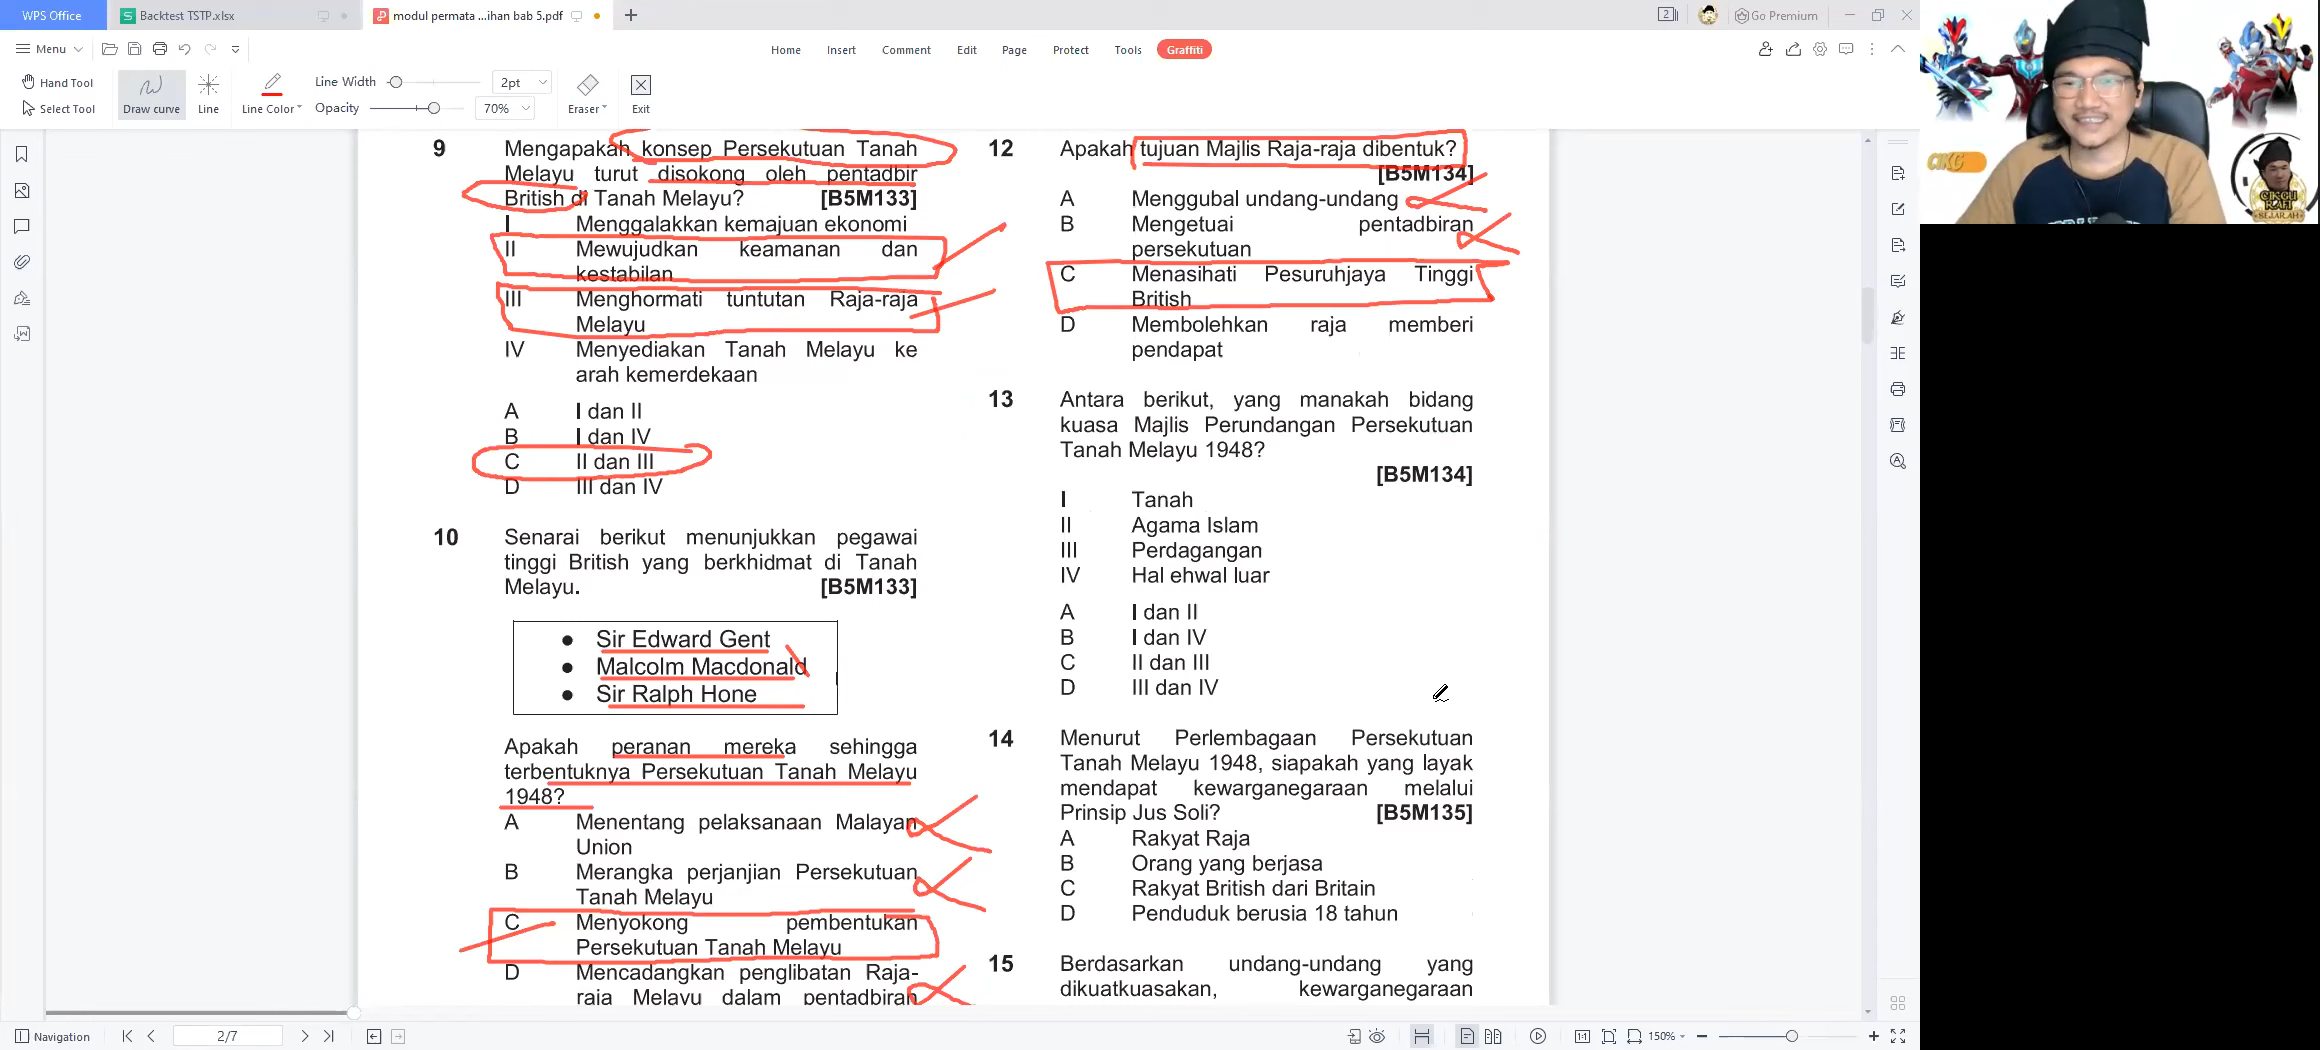 WPS Office
Backtest TSTP.xlsx
modul permata ...ihan bab 5.pdf
2
Go Premium
Menu
Home
Insert
Comment
Edit
Page
Protect
Tools
Graffiti
Hand Tool
Select Tool
Draw curve
Line
Line Color
Line Width
2pt
Opacity
70%
Eraser
Exit
9 Mengapakah konsep Persekutuan Tanah
Melayu turut disokong oleh pentadbir
British di Tanah Melayu? [B5M133]
I Menggalakkan kemajuan ekonomi
II Mewujudkan keamanan dan
kestabilan
III Menghormati tuntutan Raja-raja
Melayu
IV Menyediakan Tanah Melayu ke
arah kemerdekaan
A I dan II
B I dan IV
C II dan III
D III dan IV
10 Senarai berikut menunjukkan pegawai
tinggi British yang berkhidmat di Tanah
Melayu. [B5M133]
● Sir Edward Gent
● Malcolm Macdonald
● Sir Ralph Hone
Apakah peranan mereka sehingga
terbentuknya Persekutuan Tanah Melayu
1948?
A Menentang pelaksanaan Malayan
Union
B Merangka perjanjian Persekutuan
Tanah Melayu
C Menyokong pembentukan
Persekutuan Tanah Melayu
D Mencadangkan penglibatan Raja-
raja Melayu dalam pentadbiran
12 Apakah tujuan Majlis Raja-raja dibentuk?
[B5M134]
A Menggubal undang-undang
B Mengetuai pentadbiran
persekutuan
C Menasihati Pesuruhjaya Tinggi
British
D Membolehkan raja memberi
pendapat
13 Antara berikut, yang manakah bidang
kuasa Majlis Perundangan Persekutuan
Tanah Melayu 1948?
[B5M134]
I Tanah
II Agama Islam
III Perdagangan
IV Hal ehwal luar
A I dan II
B I dan IV
C II dan III
D III dan IV
14 Menurut Perlembagaan Persekutuan
Tanah Melayu 1948, siapakah yang layak
mendapat kewarganegaraan melalui
Prinsip Jus Soli? [B5M135]
A Rakyat Raja
B Orang yang berjasa
C Rakyat British dari Britain
D Penduduk berusia 18 tahun
15 Berdasarkan undang-undang yang
dikuatkuasakan, kewarganegaraan
CIKG
CIKGU RAFI
SEJARAH
Navigation
2/7
1:1
150%